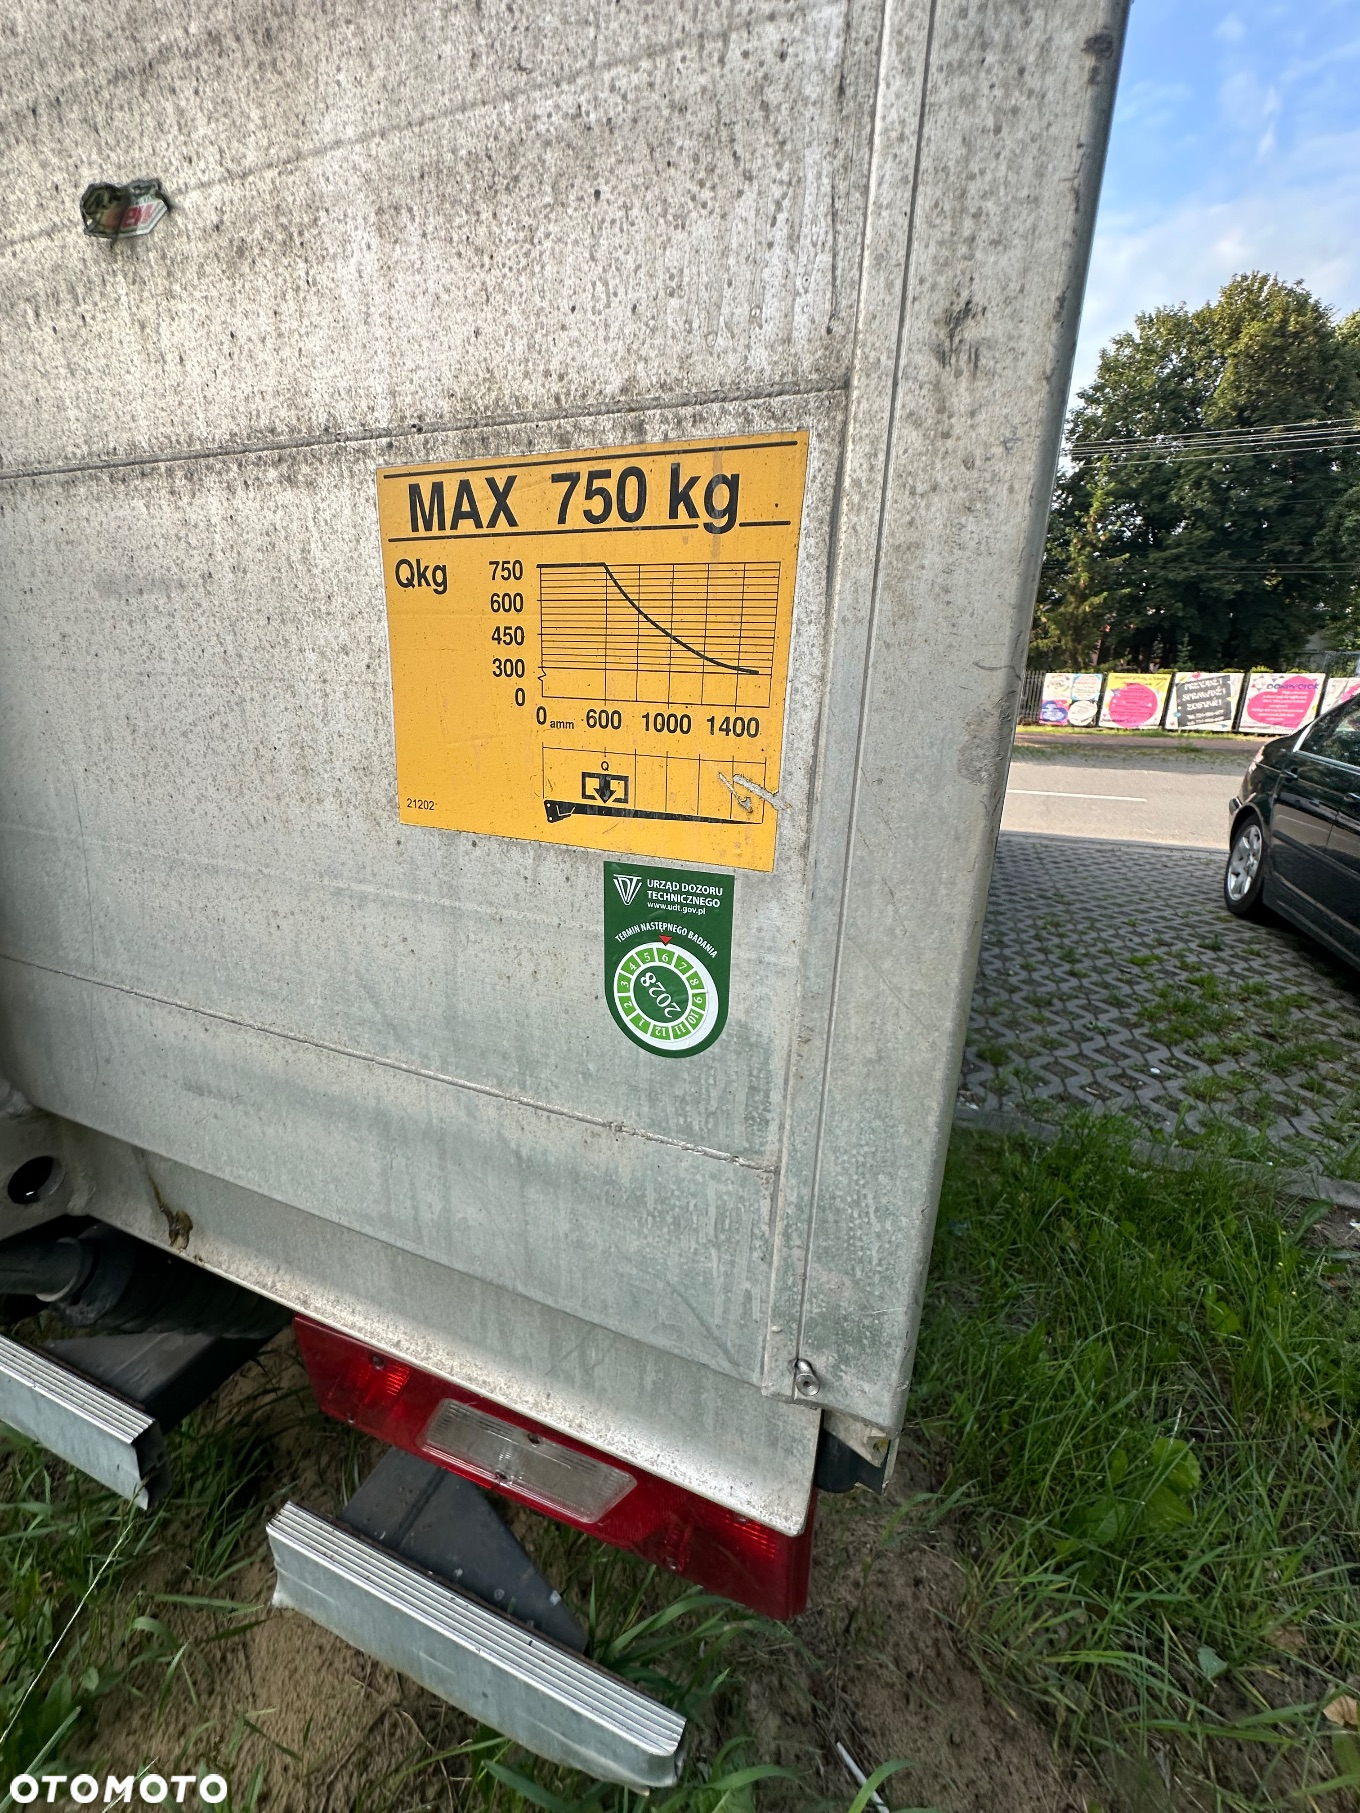 MAX 750 kg
Qkg
750
600
450
300
0
0 amm 600 1000 1400
Q
21202
URZĄD DOZORU
TECHNICZNEGO
www.udt.gov.pl
TERMIN NASTĘPNEGO BADANIA
1 2 3 4 5 6 7 8 9 10 11 12
2028
PRZYJDŹ
SPRAWDŹ
OTOMOTO